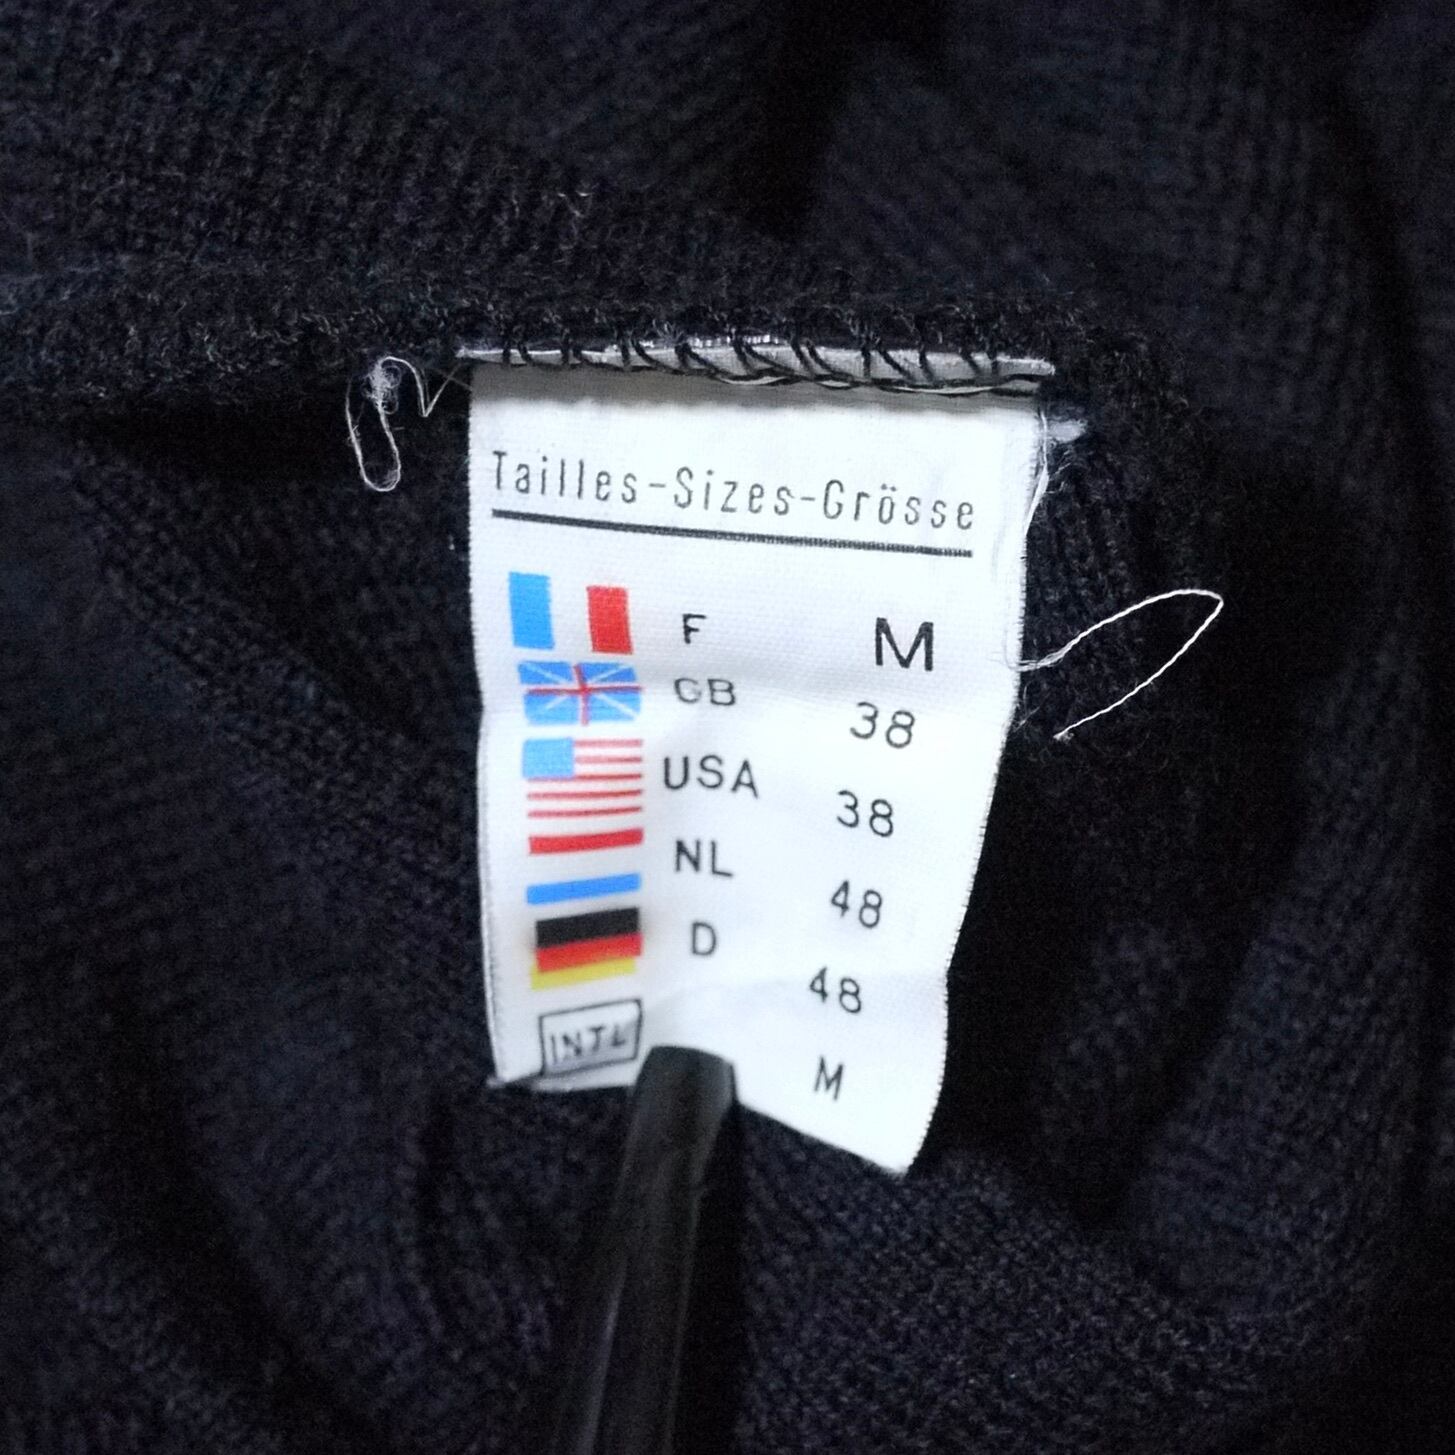 Tailles-Sizes-Grösse
F M
GB 38
USA 38
NL 48
D 48
INTL M